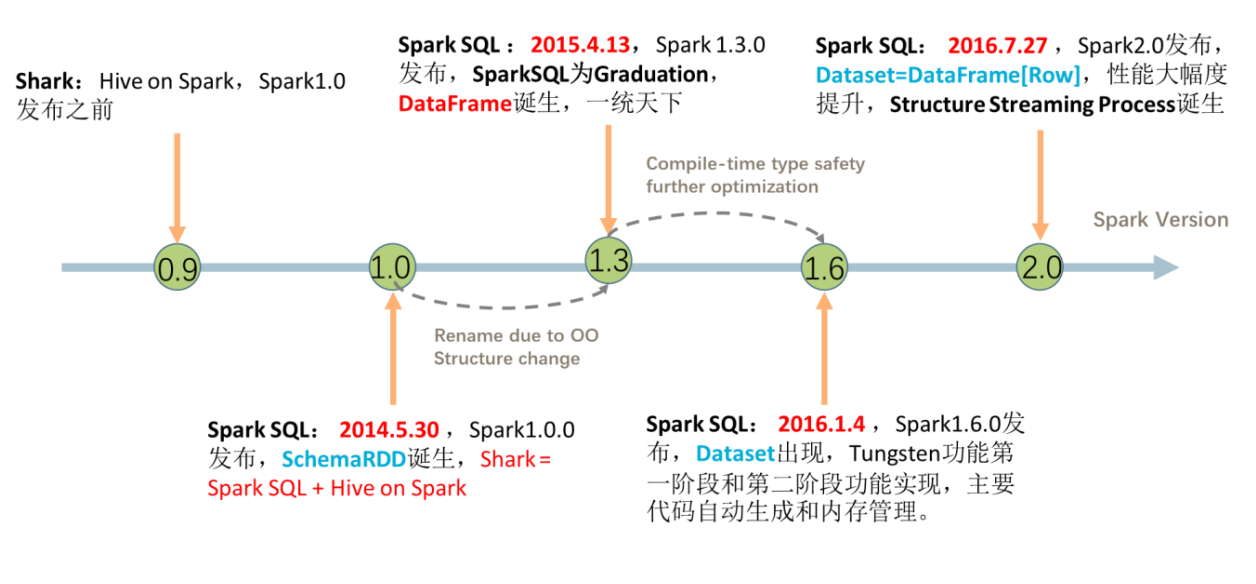 Shark：Hive on Spark，Spark1.0
发布之前
Spark SQL： 2015.4.13，Spark 1.3.0
发布，SparkSQL为Graduation，
DataFrame诞生，一统天下
Spark SQL： 2016.7.27 ，Spark2.0发布，
Dataset=DataFrame[Row]，性能大幅度
提升，Structure Streaming Process诞生
Compile-time type safety
further optimization
Spark Version
0.9
1.0
1.3
1.6
2.0
Rename due to OO
Structure change
Spark SQL： 2014.5.30 ，Spark1.0.0
发布，SchemaRDD诞生，Shark =
Spark SQL + Hive on Spark
Spark SQL： 2016.1.4 ，Spark1.6.0发
布，Dataset出现，Tungsten功能第
一阶段和第二阶段功能实现，主要
代码自动生成和内存管理。